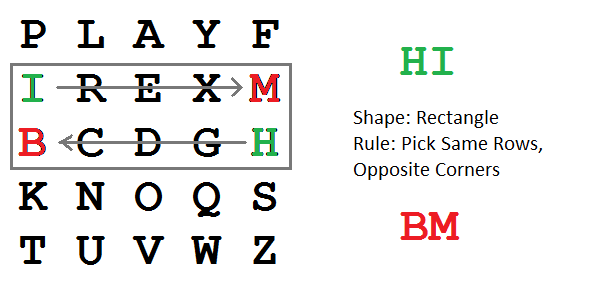 P L A Y F
I R E X M
B C D G H
K N O Q S
T U V W Z
HI
Shape: Rectangle
Rule: Pick Same Rows,
Opposite Corners
BM